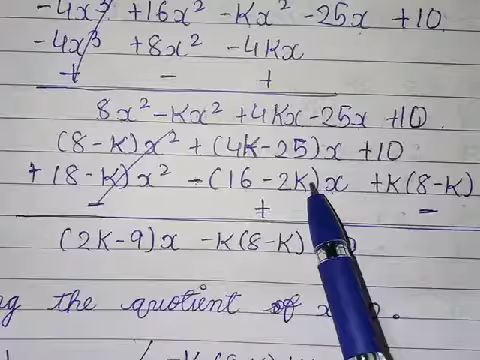 -4x³ +16x² -Kx² -25x +10
-4x³ +8x² -4Kx
+ - +
8x² -Kx² +4Kx -25x +10
(8-K)x² + (4K-25)x +10
+(8-K)x² -(16-2K)x +K(8-K)
- + -
(2K-9)x -K(8-K)
the quotient of